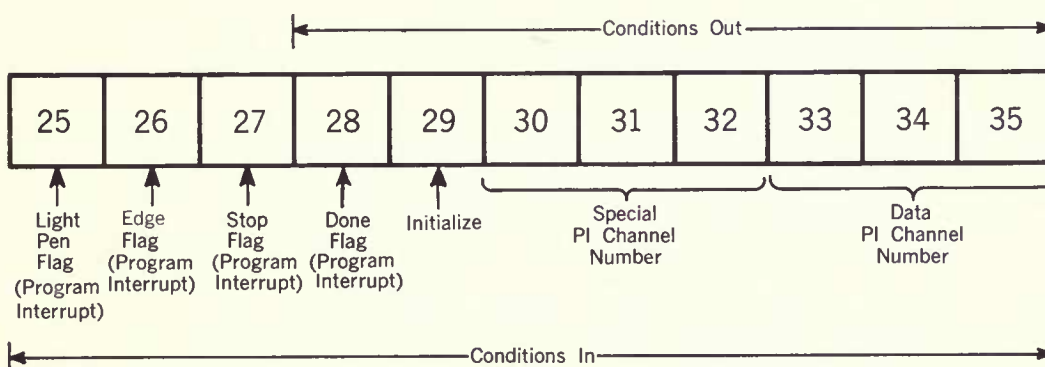 Conditions Out
25 26 27 28 29 30 31 32 33 34 35
Light
Pen
Flag
(Program
Interrupt)
Edge
Flag
(Program
Interrupt)
Stop
Flag
(Program
Interrupt)
Done
Flag
(Program
Interrupt)
Initialize
Special
PI Channel
Number
Data
PI Channel
Number
Conditions In